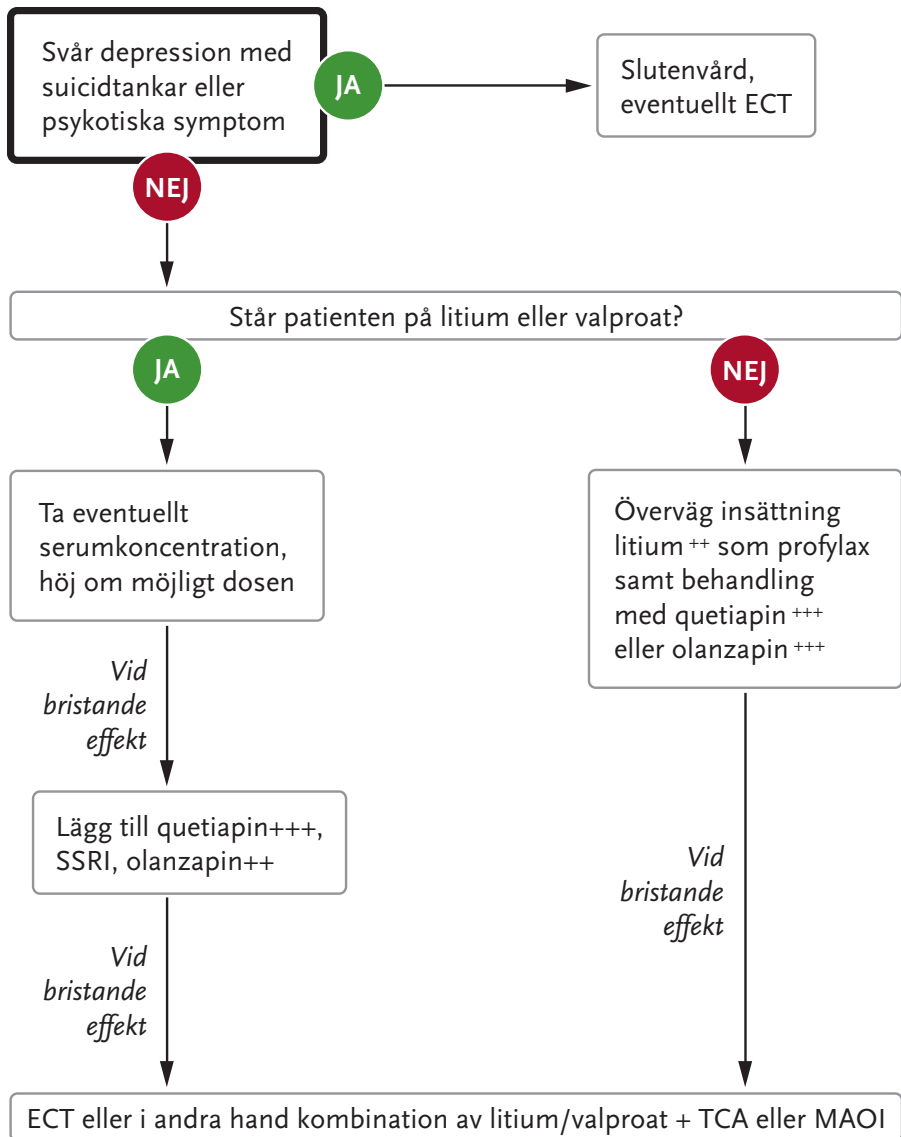 Svår depression med
suicidtankar eller
psykotiska symptom
JA
Slutenvård,
eventuellt ECT
NEJ
Står patienten på litium eller valproat?
JA
NEJ
Ta eventuellt
serumkoncentration,
höj om möjligt dosen
Överväg insättning
litium ++ som profylax
samt behandling
med quetiapin +++
eller olanzapin +++
Vid
bristande
effekt
Lägg till quetiapin+++,
SSRI, olanzapin++
Vid
bristande
effekt
Vid
bristande
effekt
ECT eller i andra hand kombination av litium/valproat + TCA eller MAOI